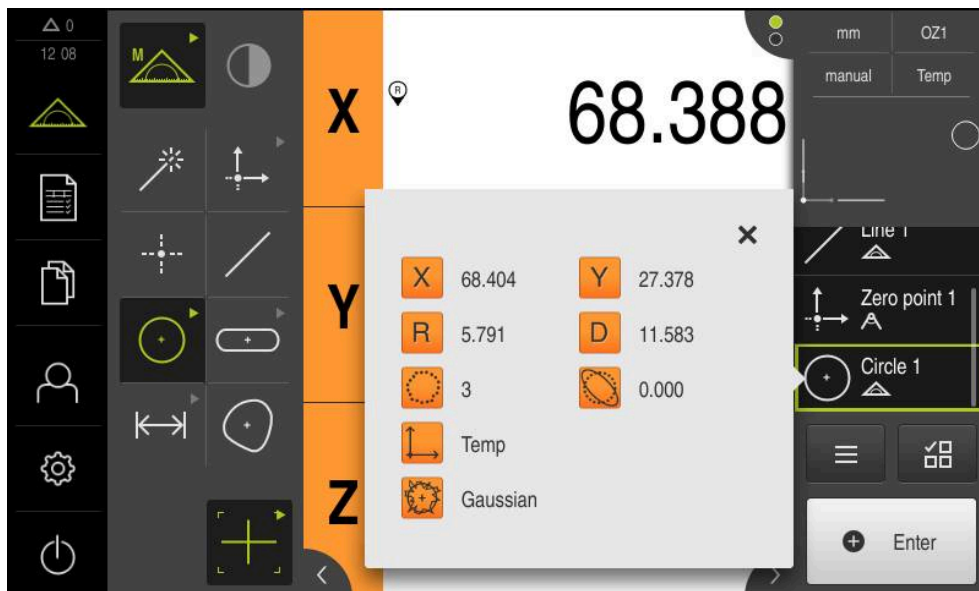 0
12 08
M
X
R
68.388
mm
OZ1
manual
Temp
Y
Z
X 68.404
Y 27.378
R 5.791
D 11.583
3
0.000
Temp
Gaussian
Line 1
Zero point 1
Circle 1
Enter